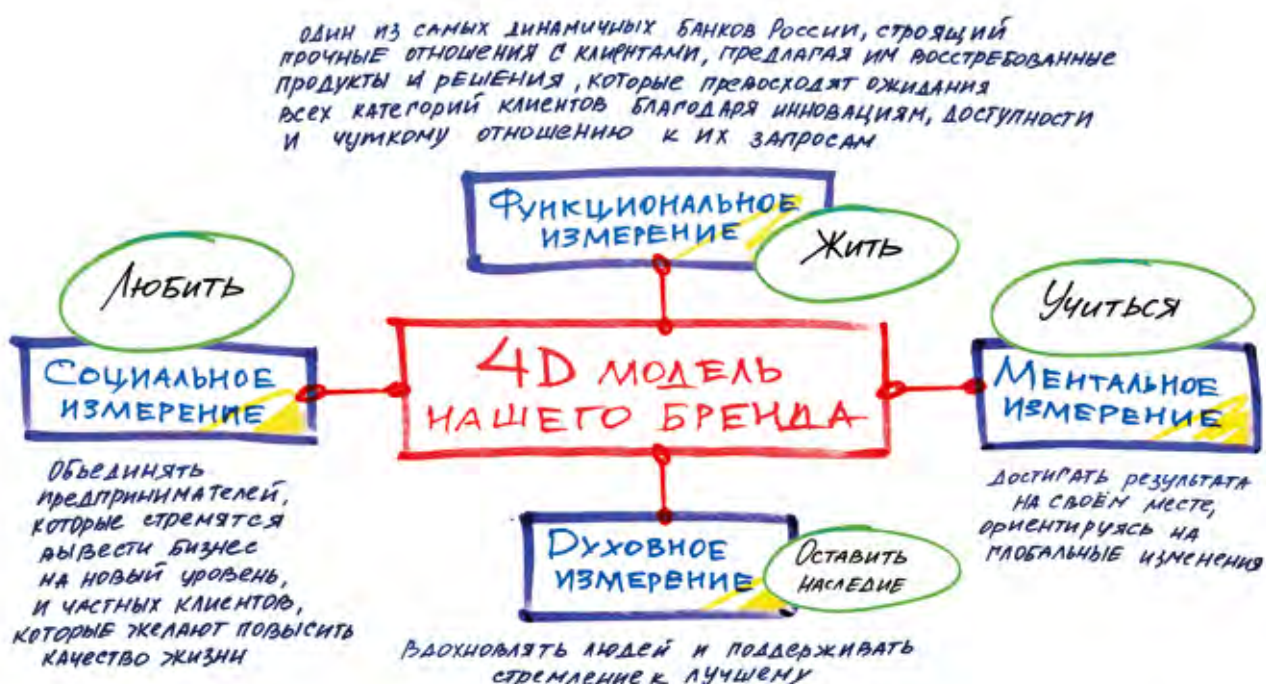 один из самых динамичных банков России, строящий
прочные отношения с клиентами, предлагая им восстребованные
продукты и решения, которые превосходят ожидания
всех категорий клиентов благодаря инновациям, доступности
и чуткому отношению к их запросам
Функциональное
измерение
Жить
Любить
Социальное
измерение
4D модель
нашего бренда
Учиться
Ментальное
измерение
Объединять
предпринимателей,
которые стремятся
вывести бизнес
на новый уровень,
и частных клиентов,
которые желают повысить
качество жизни
Духовное
измерение
Оставить
наследие
Вдохновлять людей и поддерживать
стремление к лучшему
достигать результата
на своём месте,
ориентируясь на
глобальные изменения